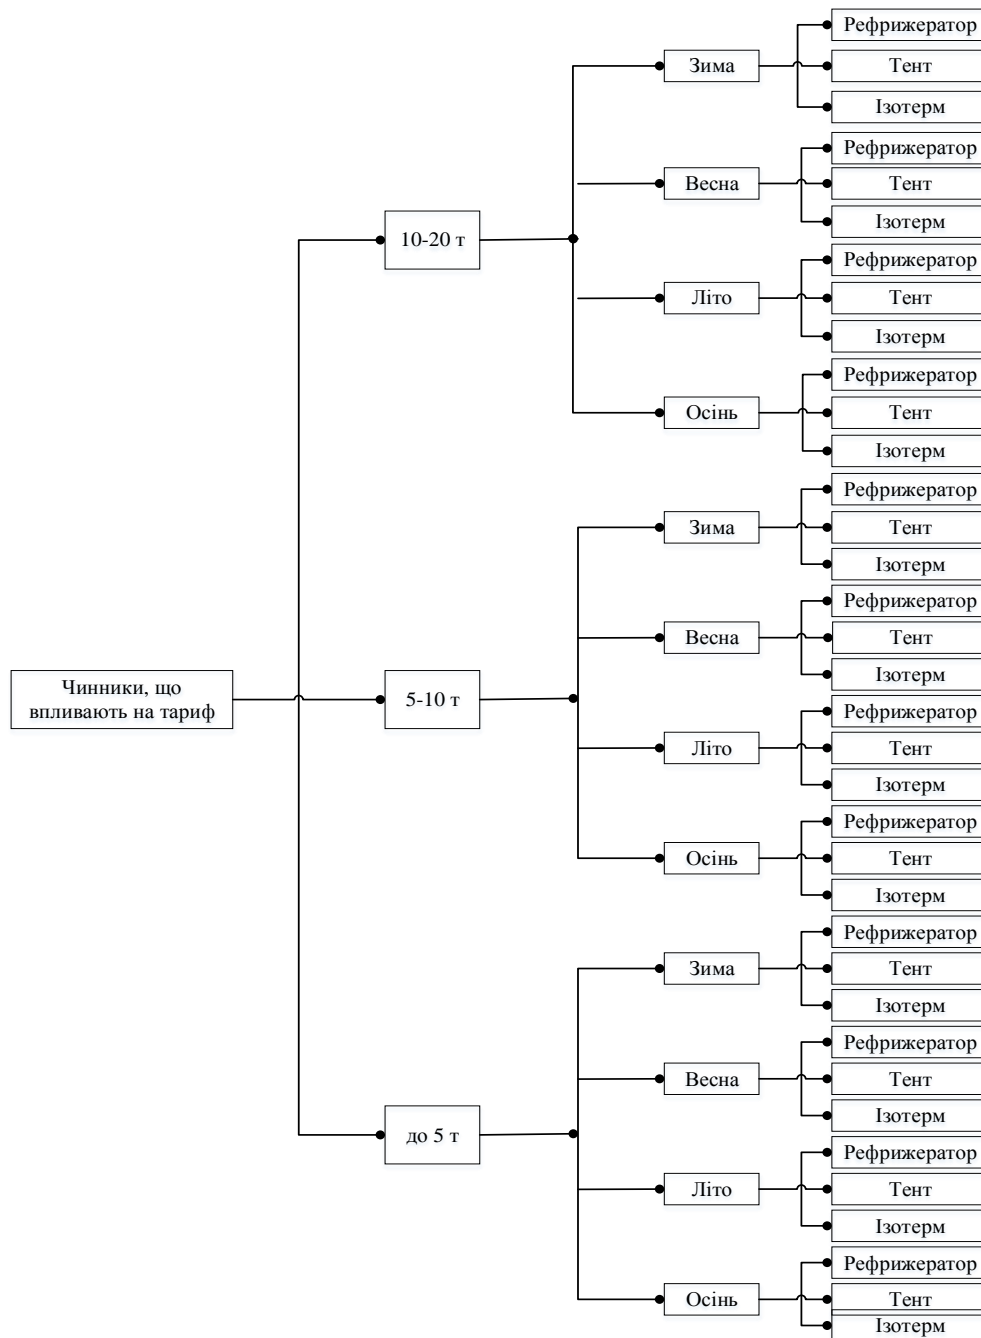 Рефрижератор
Зима
Тент
Ізотерм
Рефрижератор
Весна
Тент
Ізотерм
10-20 т
Рефрижератор
Літо
Тент
Ізотерм
Рефрижератор
Осінь
Тент
Ізотерм
Рефрижератор
Зима
Тент
Ізотерм
Рефрижератор
Весна
Тент
Ізотерм
Чинники, що
впливають на тариф
5-10 т
Рефрижератор
Літо
Тент
Ізотерм
Рефрижератор
Осінь
Тент
Ізотерм
Рефрижератор
Зима
Тент
Ізотерм
Рефрижератор
Весна
Тент
Ізотерм
до 5 т
Рефрижератор
Літо
Тент
Ізотерм
Рефрижератор
Осінь
Тент
Ізотерм